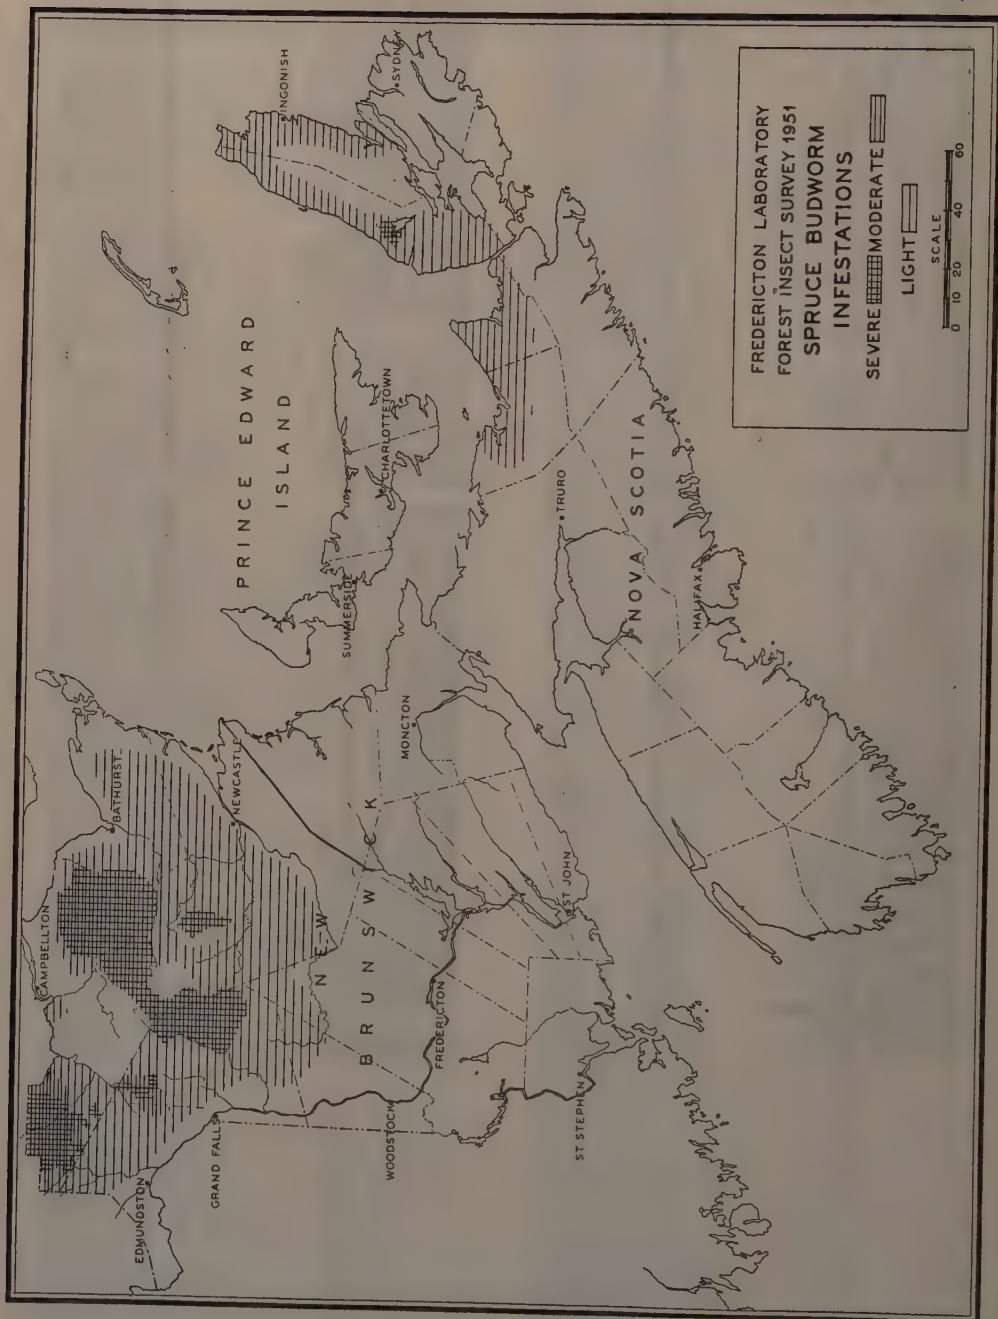 FREDERICTON LABORATORY
FOREST INSECT SURVEY 1951
SPRUCE BUDWORM
INFESTATIONS
SEVERE MODERATE
LIGHT
SCALE
0 10 20 40 60
PRINCE EDWARD
ISLAND
NEW
BRUNSWICK
NOVA SCOTIA
INGONISH
SYDNEY
CHARLOTTETOWN
SUMMERSIDE
TRURO
HALIFAX
CAMPBELLTON
BATHURST
NEWCASTLE
MONCTON
ST JOHN
FREDERICTON
EDMUNDSTON
GRAND FALLS
WOODSTOCK
ST STEPHEN